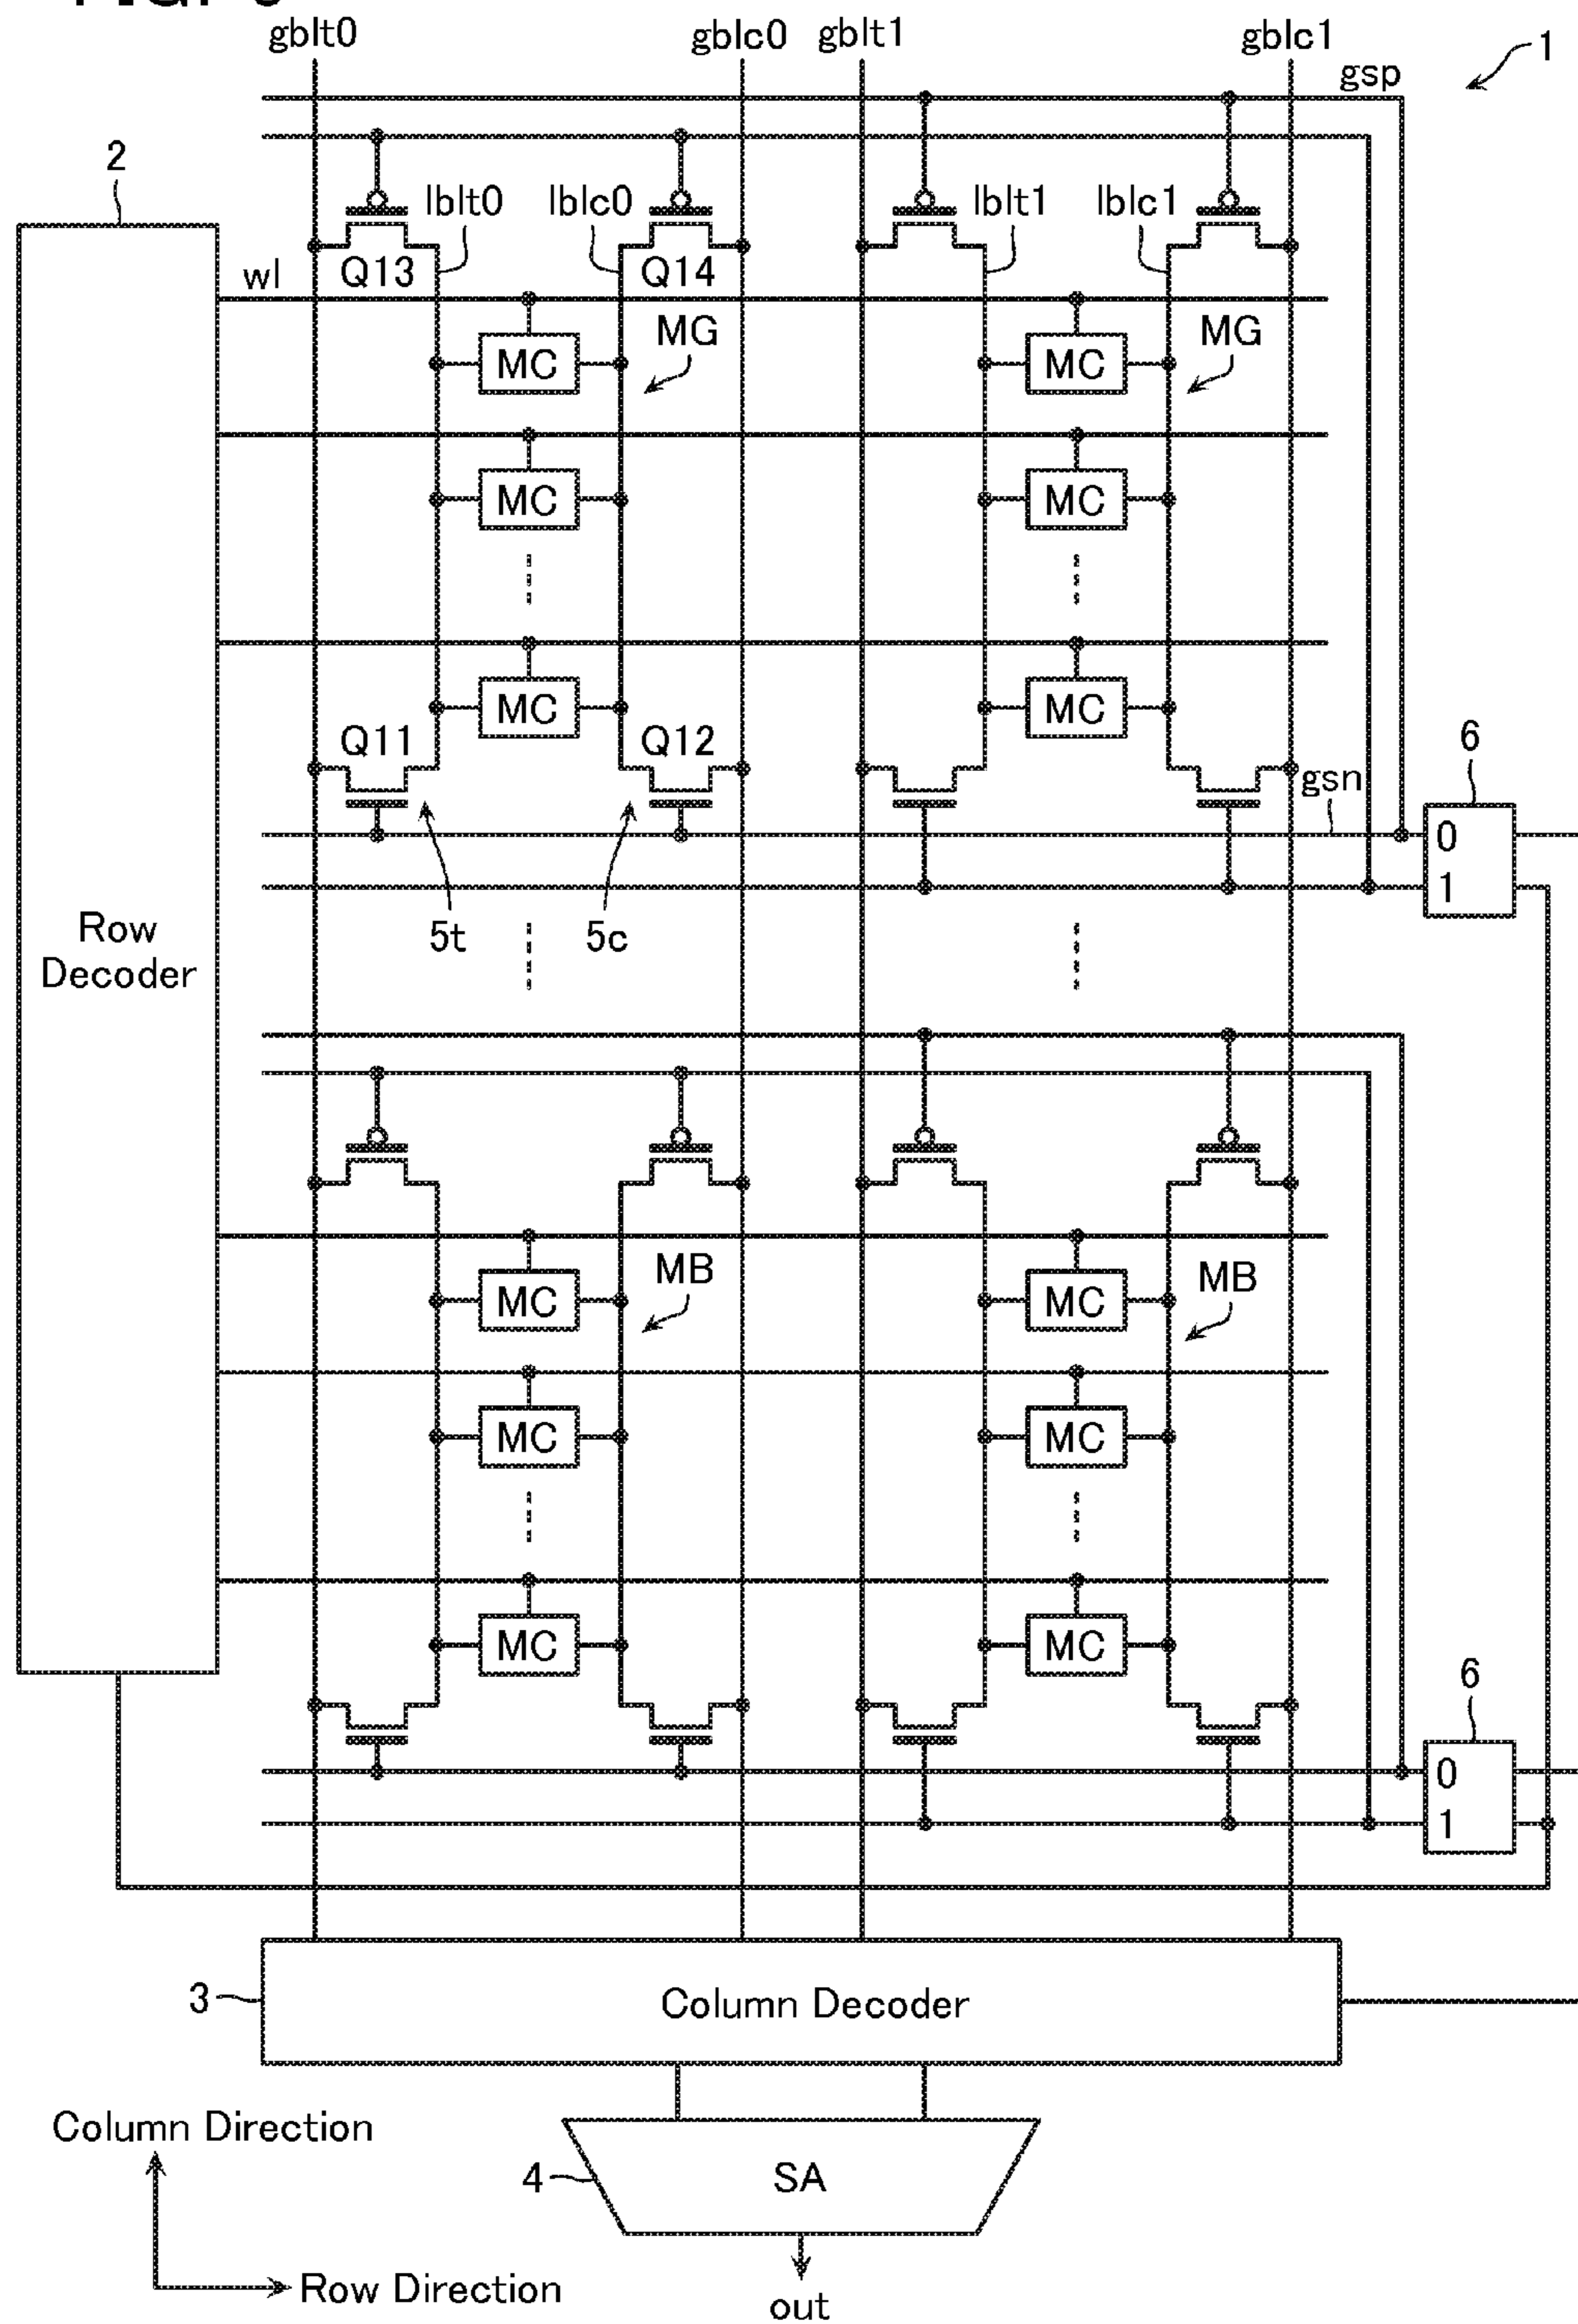 gblt0 gblc0 gblt1 gblc1
1
gsp
2
lblt0 lblc0 lblt1 lblc1
wl Q13 Q14
MG MG
MC MC
MC MC
MC MC
Q11 Q12
6
gsn
0
1
5t 5c
Row
Decoder
MB MB
MC MC
MC MC
MC MC
6
0
1
3 Column Decoder
Column Direction
4 SA
Row Direction
out